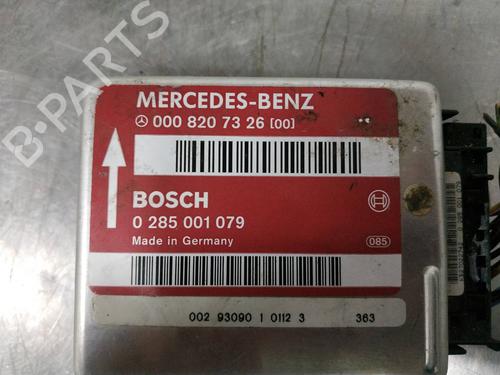 B-PARTS
MERCEDES-BENZ
000 820 73 26 [00]
BOSCH
0 285 001 079
Made in Germany
085
002 93090 1 0112 3 363